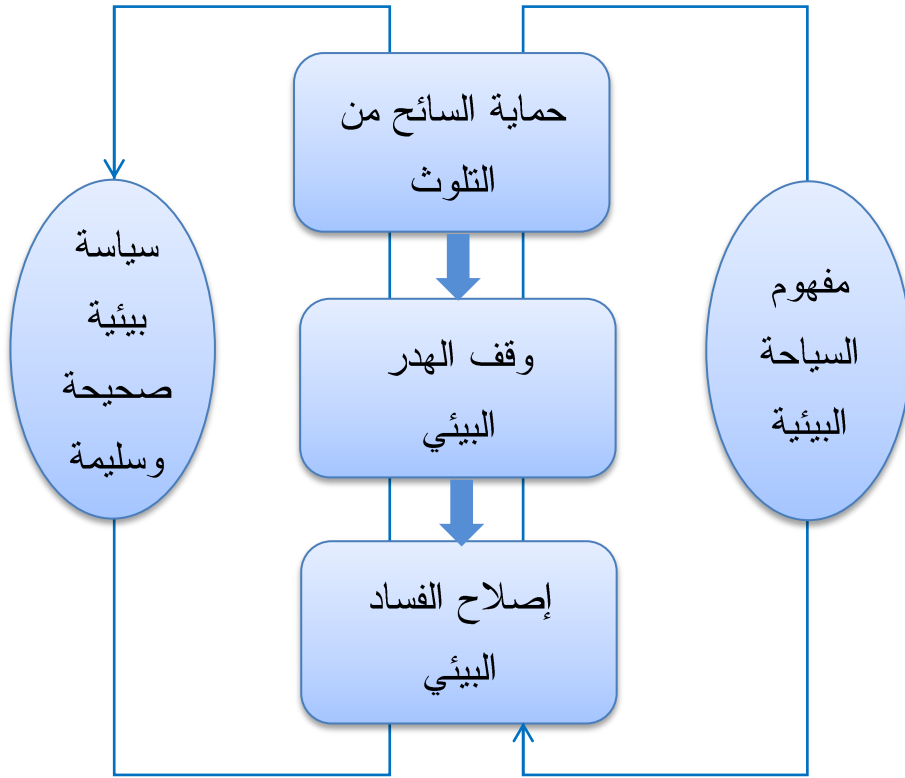 حماية السائح من
التلوث
مفهوم
السياحة
البيئية
وقف الهدر
البيئي
سياسة
بيئية
صحيحة
وسليمة
إصلاح الفساد
البيئي